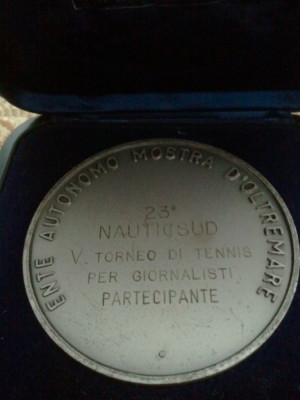 ENTE AUTONOMO MOSTRA D'OLTREMARE
23°
NAUTICSUD
V. TORNEO DI TENNIS
PER GIORNALISTI
PARTECIPANTE